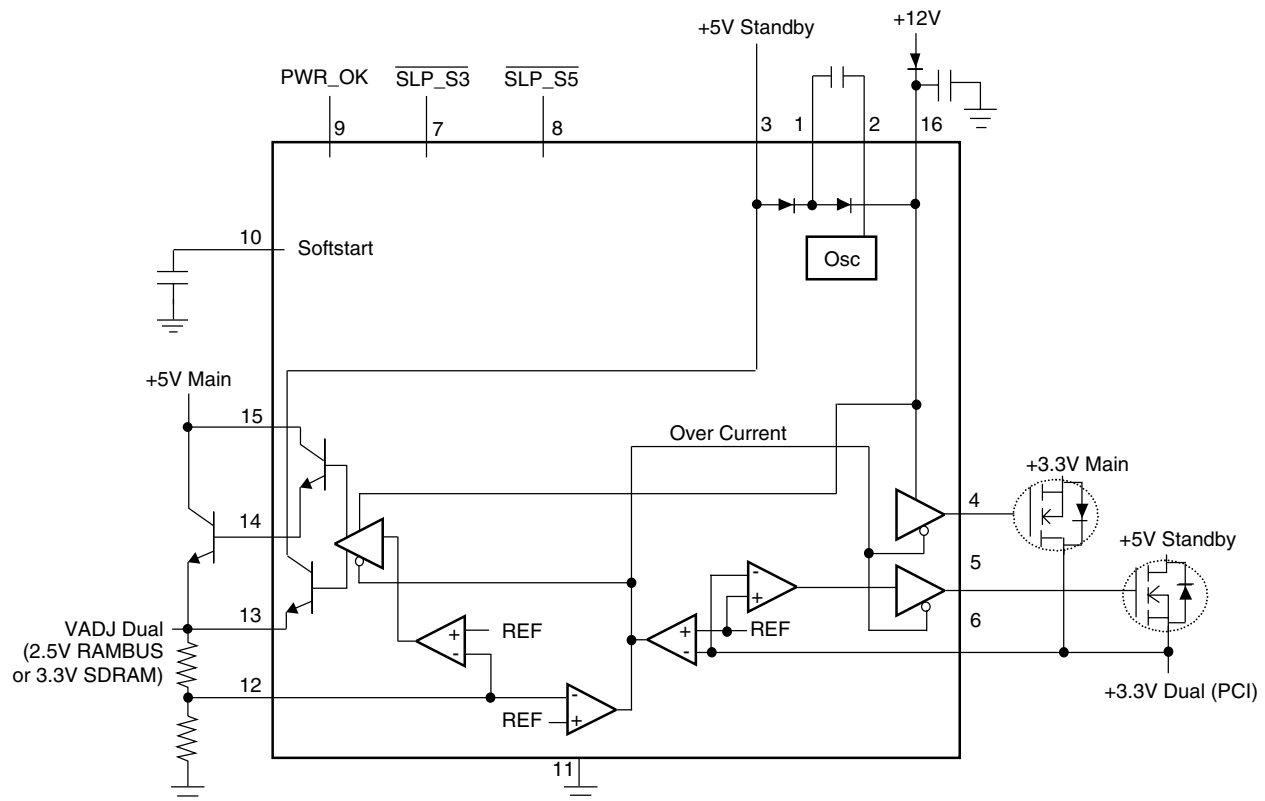 +5V Standby
+12V
PWR_OK
SLP_S3
SLP_S5
9
7
8
3
1
2
16
10
Softstart
Osc
+5V Main
15
Over Current
+3.3V Main
4
14
+5V Standby
5
-
+
6
13
VADJ Dual
(2.5V RAMBUS
or 3.3V SDRAM)
+
-
REF
+
-
REF
12
+3.3V Dual (PCI)
-
+
REF
11